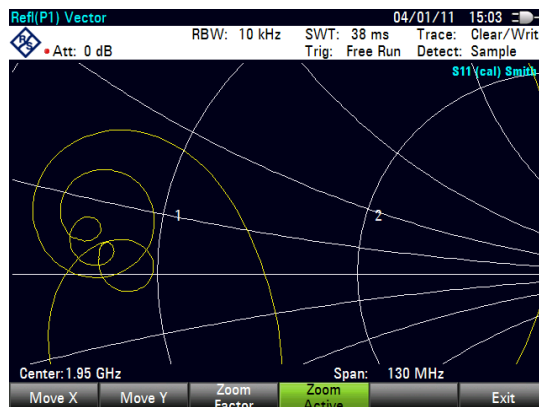 Refl(P1) Vector 04/01/11 15:03
RBW: 10 kHz SWT: 38 ms Trace: Clear/Writ
Att: 0 dB Trig: Free Run Detect: Sample
S11 (cal) Smith
1
2
Center: 1.95 GHz Span: 130 MHz
Move X Move Y Zoom Factor Zoom Active Exit